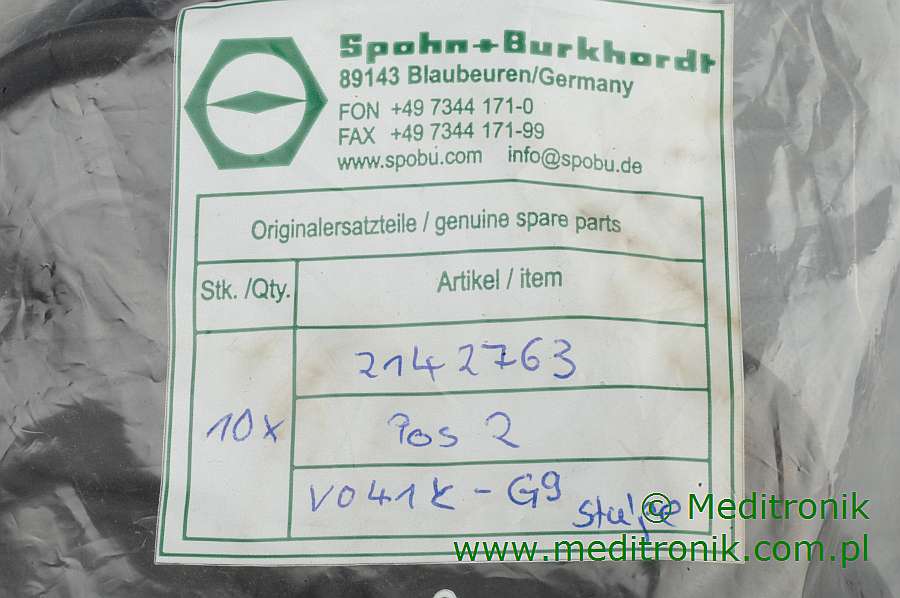 Spohn+Burkhardt
89143 Blaubeuren/Germany
FON +49 7344 171-0
FAX +49 7344 171-99
www.spobu.com info@spobu.de
Originalersatzteile / genuine spare parts
Stk. /Qty.
Artikel / item
2142763
10x
Pos 2
V041K-G9
© Meditronik
www.meditronik.com.pl